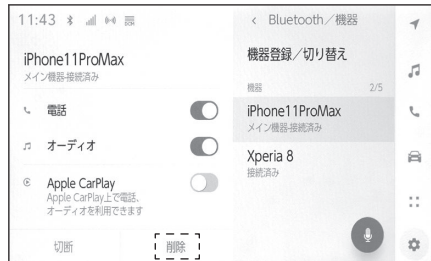 11:43
iPhone11ProMax
メイン機器-接続済み
電話
オーディオ
Apple CarPlay
Apple CarPlay上で電話、
オーディオを利用できます
切断
削除
< Bluetooth／機器
機器登録／切り替え
機器 2/5
iPhone11ProMax
メイン機器-接続済み
Xperia 8
接続済み